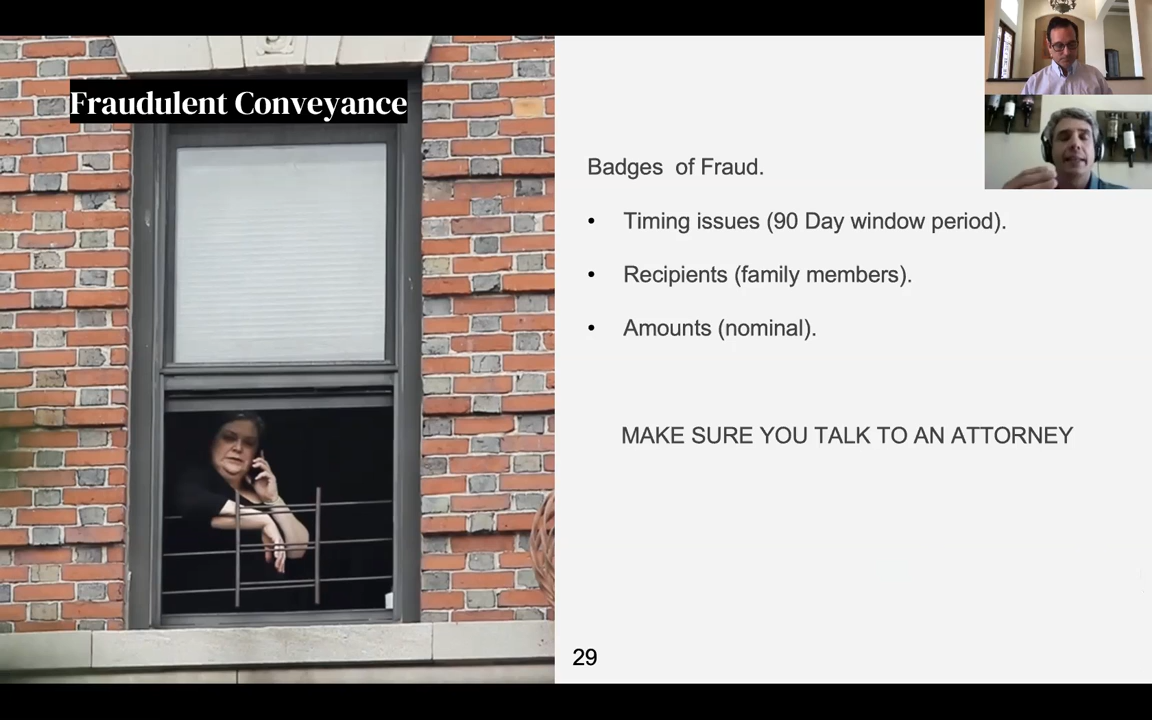 Fraudulent Conveyance
Badges of Fraud.
• Timing issues (90 Day window period).
• Recipients (family members).
• Amounts (nominal).
MAKE SURE YOU TALK TO AN ATTORNEY
29